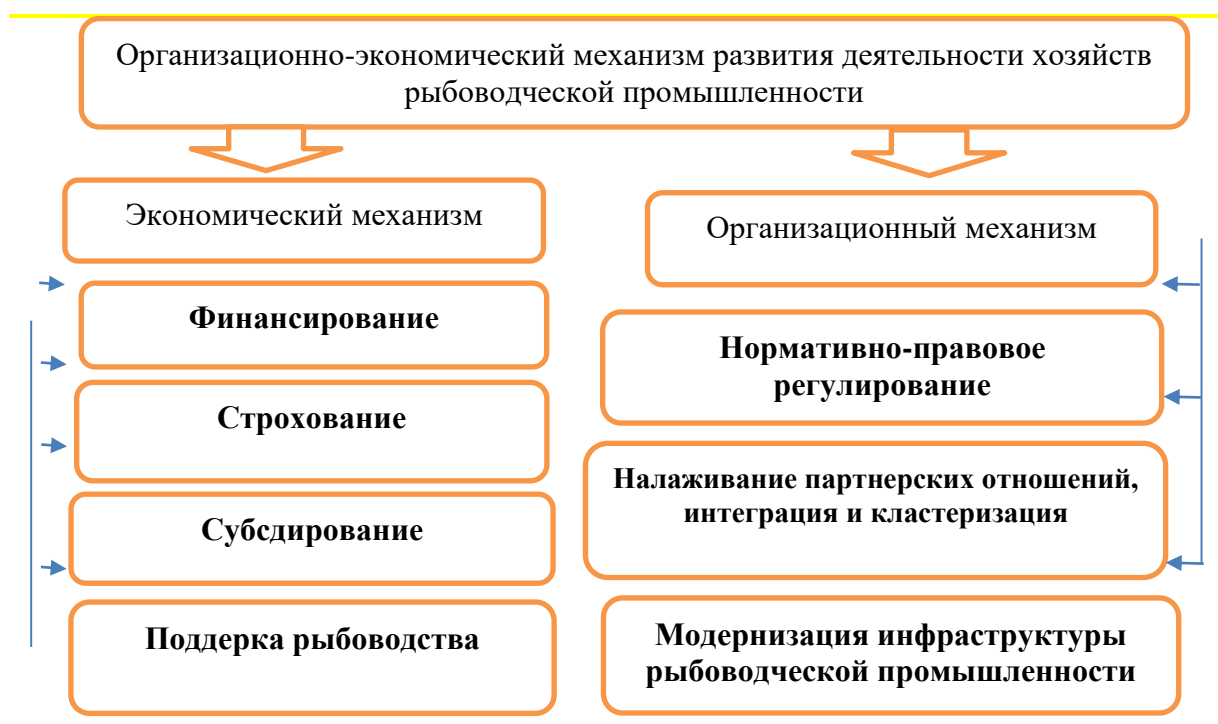 Организационно-экономический механизм развития деятельности хозяйств
рыбоводческой промышленности
Экономический механизм
Финансирование
Строхование
Субсдирование
Поддерка рыбоводства
Организационный механизм
Нормативно-правовое
регулирование
Налаживание партнерских отношений,
интеграция и кластеризация
Модернизация инфраструктуры
рыбоводческой промышленности